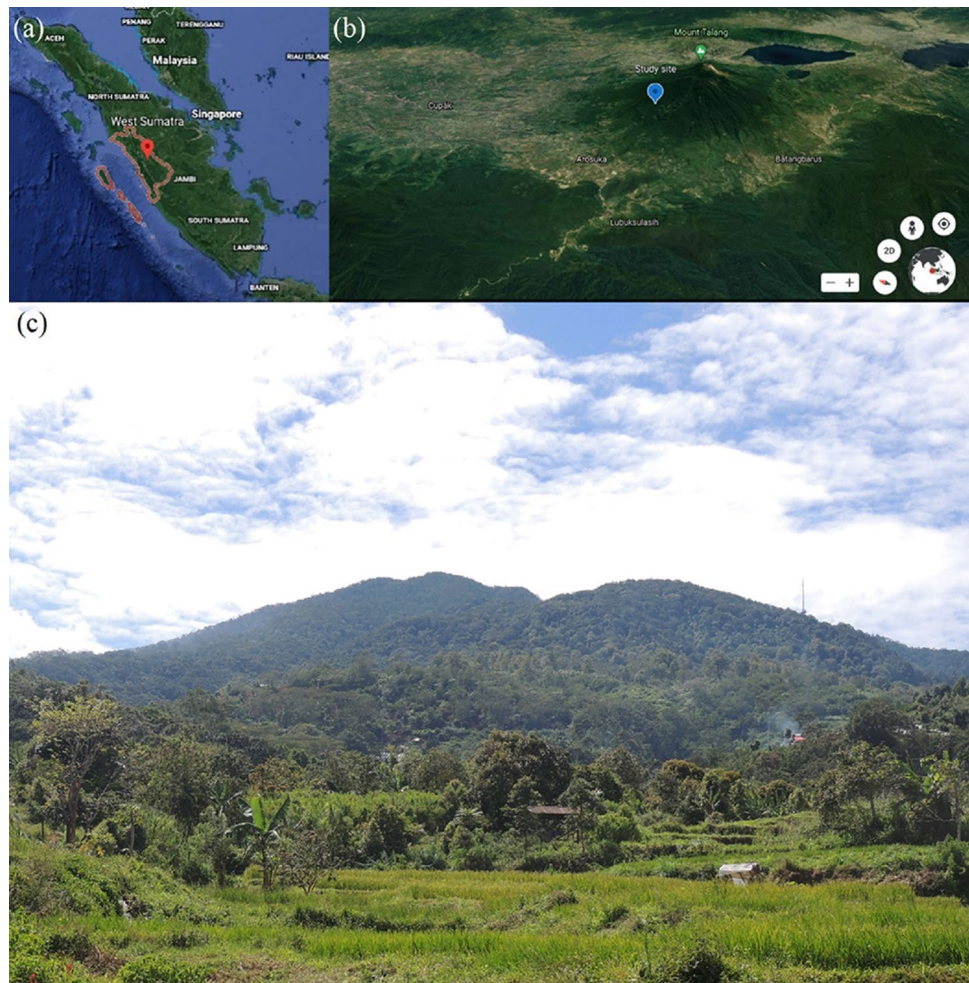 (a)
PENANG
TERENGGANU
ACEH
PERAK
Malaysia
RIAU ISLAND
NORTH SUMATRA
Singapore
West Sumatra
JAMBI
SOUTH SUMATRA
LAMPUNG
BANTEN
(b)
Mount Talang
Study site
Cupak
Arosuka
Batangbarus
Lubuksulasih
2D
− +
(c)